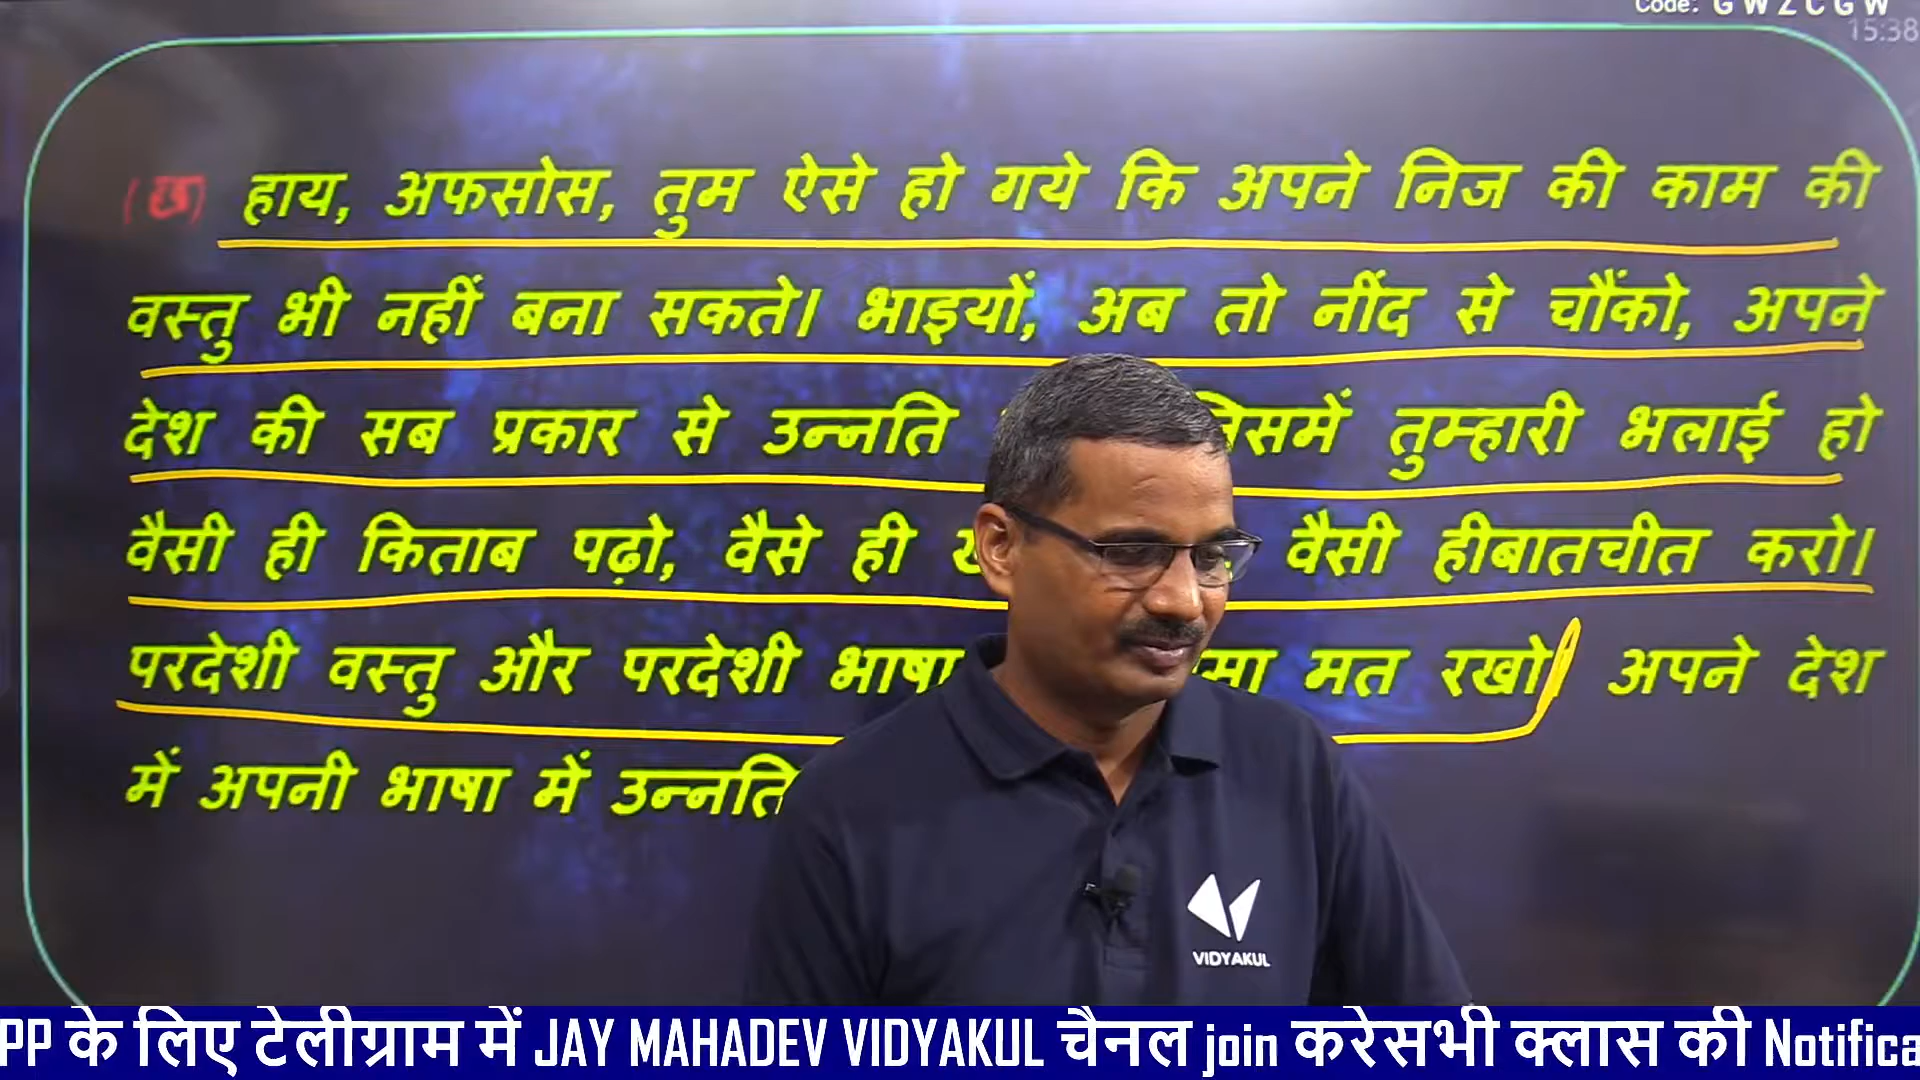 Code: GWZCGW
15:38
(छ) हाय, अफसोस, तुम ऐसे हो गये कि अपने निज की काम की
वस्तु भी नहीं बना सकते। भाइयों, अब तो नींद से चौंको, अपने
देश की सब प्रकार से उन्नति तुम्हारी भलाई हो
वैसी ही किताब पढ़ो, वैसे ही वैसी हीबातचीत करो।
परदेशी वस्तु और परदेशी भाषा मत रखो। अपने देश
में अपनी भाषा में उन्नति
VIDYAKUL
PP के लिए टेलीग्राम में JAY MAHADEV VIDYAKUL चैनल join करेसभी क्लास की Notifica